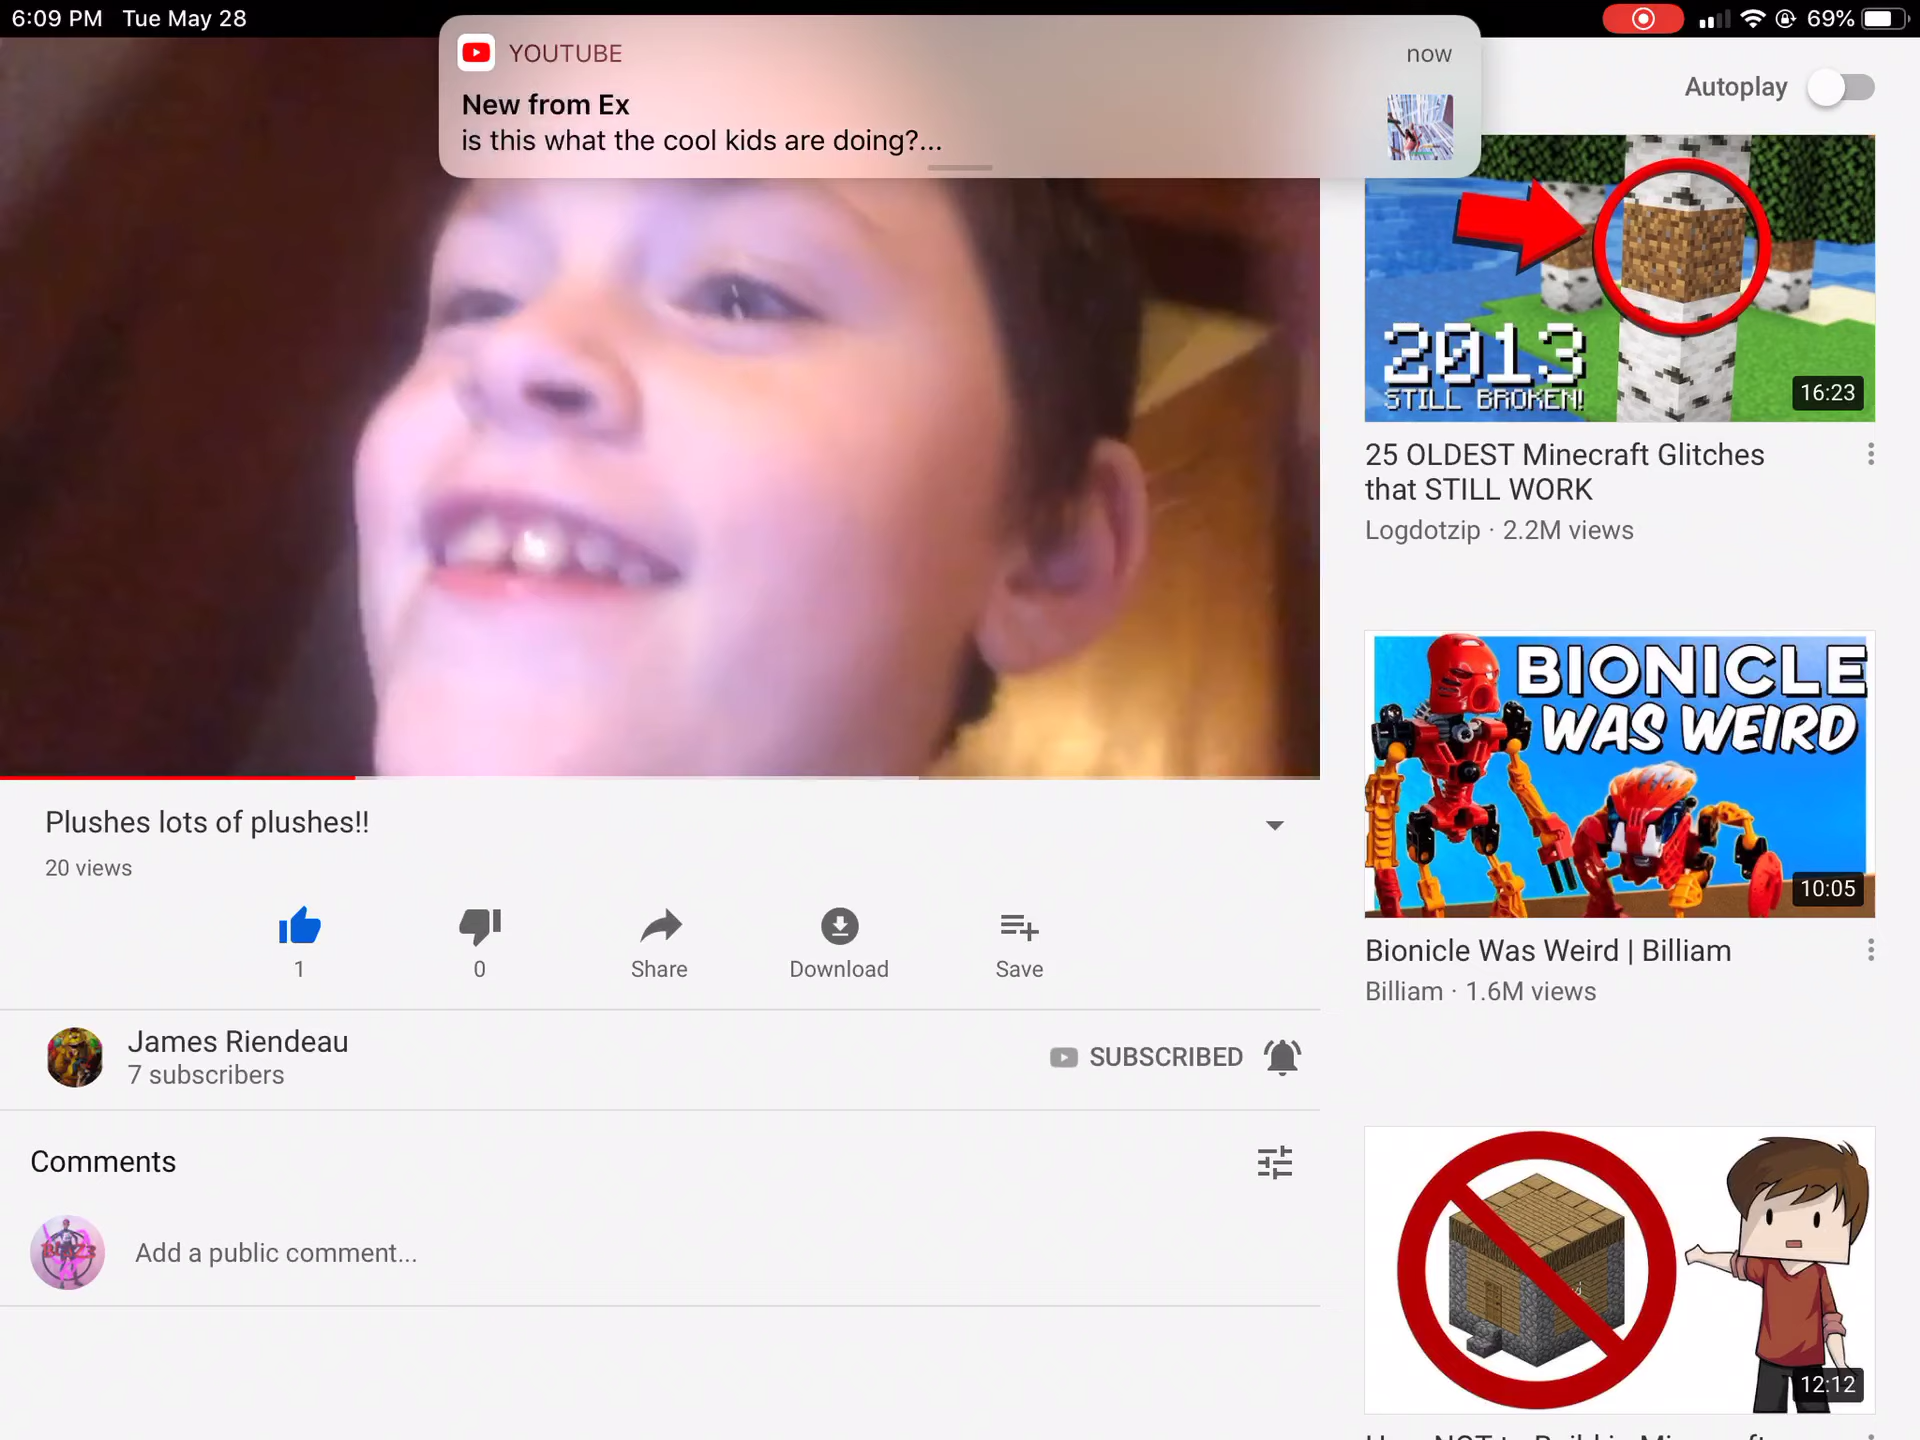 6:09 PM Tue May 28
69%
YOUTUBE
now
New from Ex
is this what the cool kids are doing?...
Autoplay
2013
STILL BROKEN!
16:23
25 OLDEST Minecraft Glitches
that STILL WORK
Logdotzip · 2.2M views
BIONICLE
WAS WEIRD
10:05
Bionicle Was Weird | Billiam
Billiam · 1.6M views
12:12
Plushes lots of plushes!!
20 views
1
0
Share
Download
Save
James Riendeau
7 subscribers
SUBSCRIBED
Comments
Add a public comment...